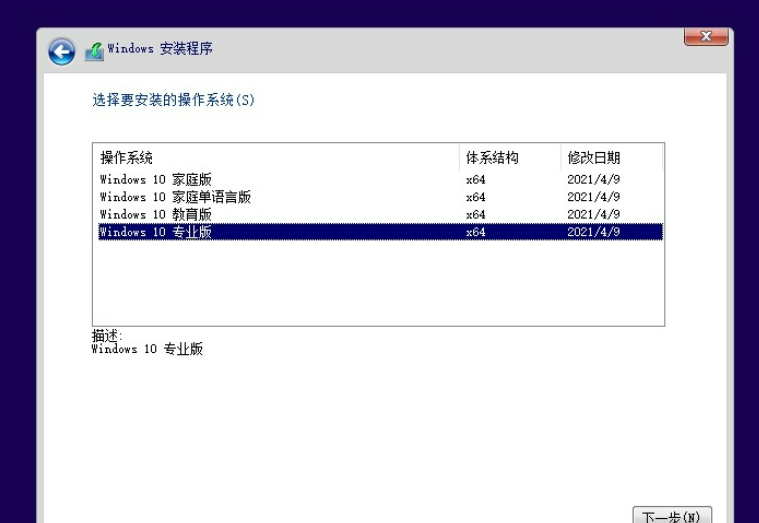 Windows 安装程序
选择要安装的操作系统(S)
操作系统 体系结构 修改日期
Windows 10 家庭版 x64 2021/4/9
Windows 10 家庭单语言版 x64 2021/4/9
Windows 10 教育版 x64 2021/4/9
Windows 10 专业版 x64 2021/4/9
描述:
Windows 10 专业版
下一步(N)